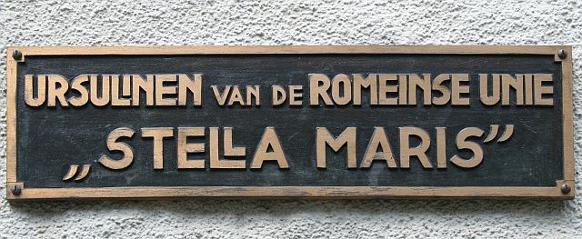 URSULINEN VAN DE ROMEINSE UNIE
„STELLA MARIS”